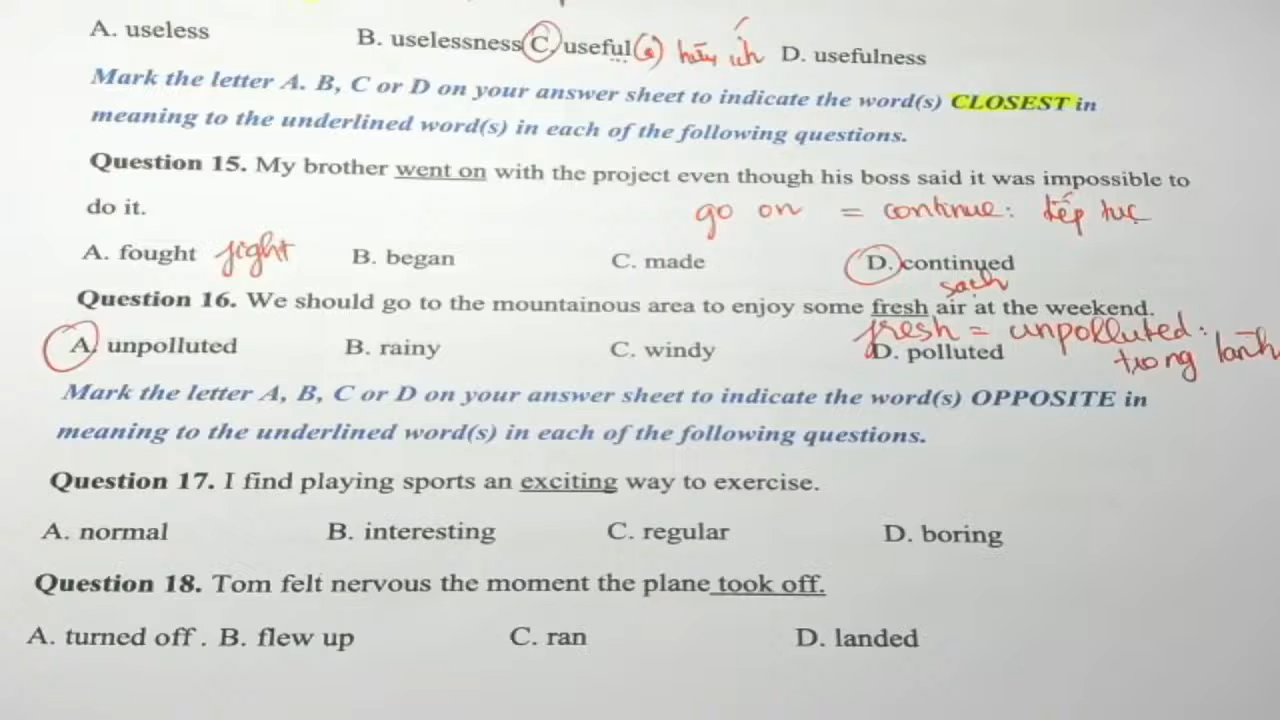 A. useless B. uselessness C. useful (a) hữu ích D. usefulness
Mark the letter A. B, C or D on your answer sheet to indicate the word(s) CLOSEST in
meaning to the underlined word(s) in each of the following questions.
Question 15. My brother went on with the project even though his boss said it was impossible to
do it. go on = continue: tiếp tục
A. fought fight B. began C. made D. continued
sạch
Question 16. We should go to the mountainous area to enjoy some fresh air at the weekend.
fresh = unpolluted:
A. unpolluted B. rainy C. windy D. polluted trong lành
Mark the letter A, B, C or D on your answer sheet to indicate the word(s) OPPOSITE in
meaning to the underlined word(s) in each of the following questions.
Question 17. I find playing sports an exciting way to exercise.
A. normal B. interesting C. regular D. boring
Question 18. Tom felt nervous the moment the plane took off.
A. turned off . B. flew up C. ran D. landed